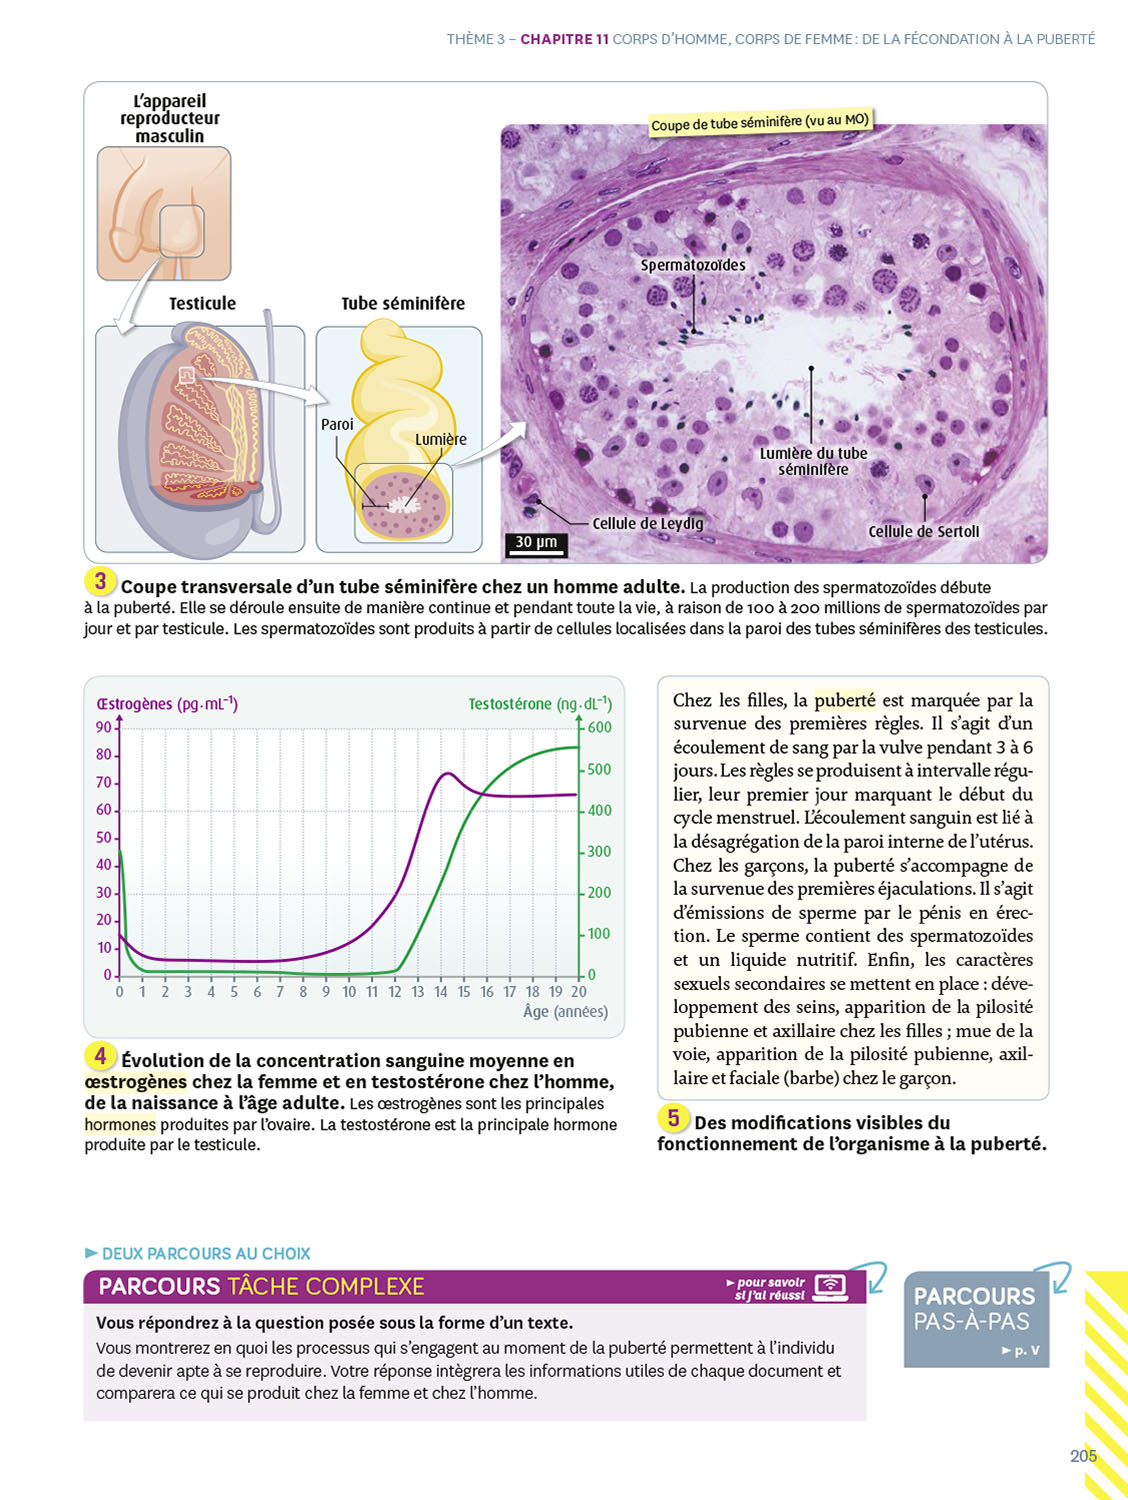 THÈME 3 – CHAPITRE 11 CORPS D'HOMME, CORPS DE FEMME : DE LA FÉCONDATION À LA PUBERTÉ
L'appareil
reproducteur
masculin
Coupe de tube séminifère (vu au MO)
Testicule
Tube séminifère
Paroi
Lumière
Spermatozoïdes
Lumière du tube
séminifère
Cellule de Leydig
Cellule de Sertoli
30 µm
3 Coupe transversale d'un tube séminifère chez un homme adulte. La production des spermatozoïdes débute
à la puberté. Elle se déroule ensuite de manière continue et pendant toute la vie, à raison de 100 à 200 millions de spermatozoïdes par
jour et par testicule. Les spermatozoïdes sont produits à partir de cellules localisées dans la paroi des tubes séminifères des testicules.
Œstrogènes (pg·mL⁻¹)
Testostérone (ng·dL⁻¹)
90
80
70
60
50
40
30
20
10
0
600
500
400
300
200
100
0
0 1 2 3 4 5 6 7 8 9 10 11 12 13 14 15 16 17 18 19 20
Âge (années)
4 Évolution de la concentration sanguine moyenne en
œstrogènes chez la femme et en testostérone chez l'homme,
de la naissance à l'âge adulte. Les œstrogènes sont les principales
hormones produites par l'ovaire. La testostérone est la principale hormone
produite par le testicule.
Chez les filles, la puberté est marquée par la
survenue des premières règles. Il s'agit d'un
écoulement de sang par la vulve pendant 3 à 6
jours. Les règles se produisent à intervalle régu-
lier, leur premier jour marquant le début du
cycle menstruel. L'écoulement sanguin est lié à
la désagrégation de la paroi interne de l'utérus.
Chez les garçons, la puberté s'accompagne de
la survenue des premières éjaculations. Il s'agit
d'émissions de sperme par le pénis en érec-
tion. Le sperme contient des spermatozoïdes
et un liquide nutritif. Enfin, les caractères
sexuels secondaires se mettent en place : déve-
loppement des seins, apparition de la pilosité
pubienne et axillaire chez les filles ; mue de la
voie, apparition de la pilosité pubienne, axil-
laire et faciale (barbe) chez le garçon.
5 Des modifications visibles du
fonctionnement de l'organisme à la puberté.
► DEUX PARCOURS AU CHOIX
PARCOURS TÂCHE COMPLEXE
► pour savoir
si j'ai réussi
Vous répondrez à la question posée sous la forme d'un texte.
Vous montrerez en quoi les processus qui s'engagent au moment de la puberté permettent à l'individu
de devenir apte à se reproduire. Votre réponse intègrera les informations utiles de chaque document et
comparera ce qui se produit chez la femme et chez l'homme.
PARCOURS
PAS-À-PAS
► p. V
205